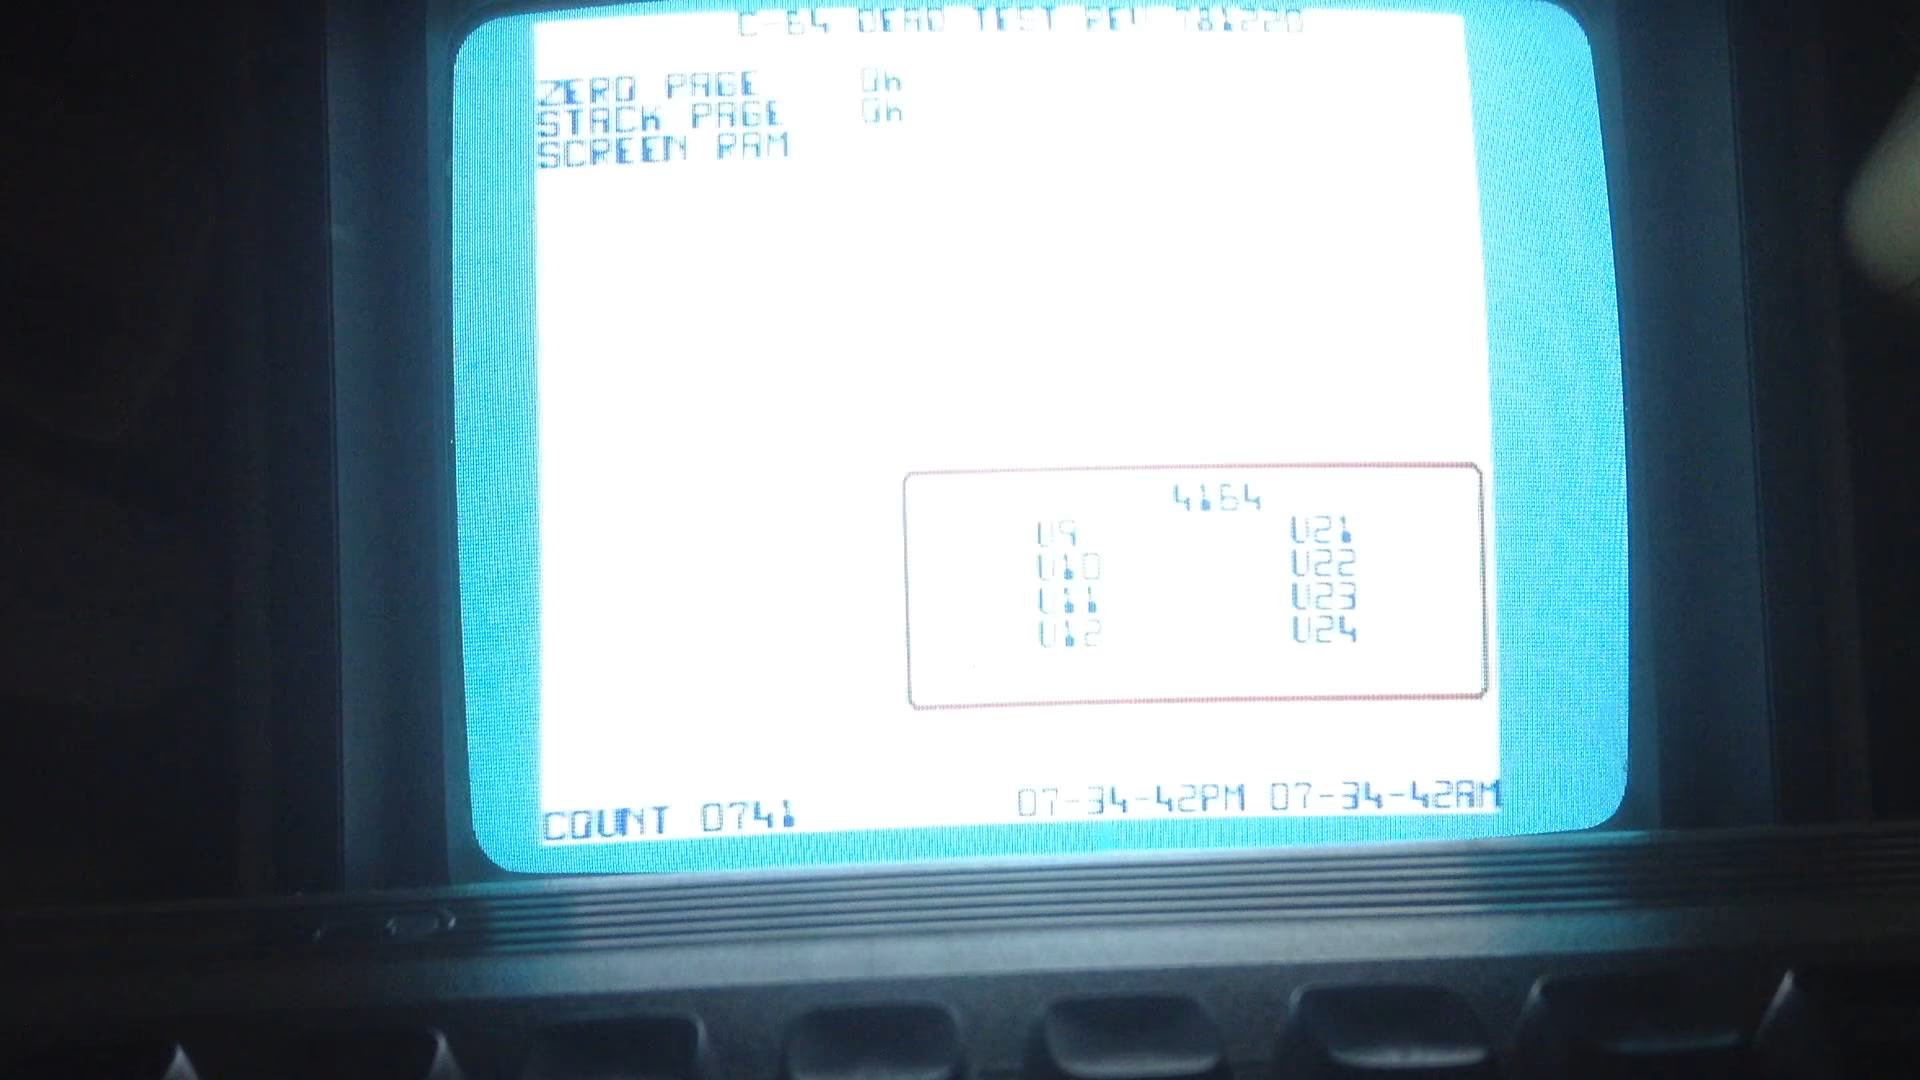 C-64 DEAD TEST REV 781220
ZERO PAGE OK
STACK PAGE OK
SCREEN RAM
4164
U9 U21
U10 U22
U11 U23
U12 U24
COUNT 0741 07-34-42PM 07-34-42AM